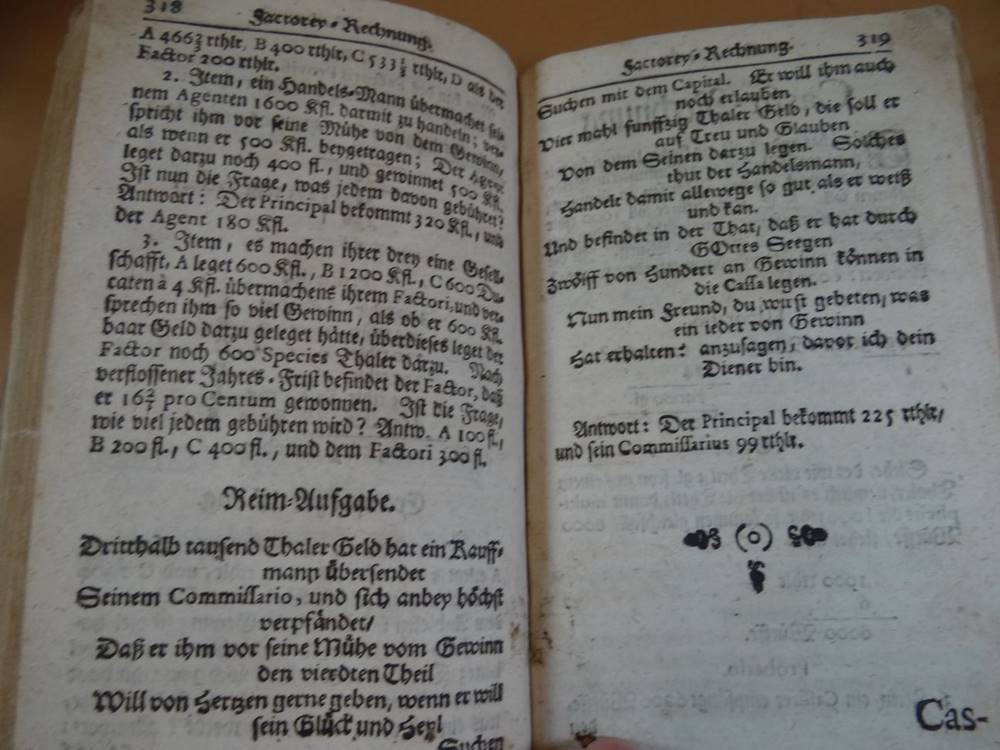 318
Factorey-Rechnung.
A 466⅔ rthlr, B 400 rthlr, C 533⅓ rthlr, D als der
Factor 200 rthlr.
2. Item, ein Handels-Mann übermachet sei-
nem Agenten 1600 Kfl. darmit zu handeln; ver-
spricht ihm vor seine Mühe von dem Gewinn,
als wenn er 500 Kfl. beygetragen; Der Agent
leget darzu noch 400 fl., und gewinnet 500 Kfl.
Ist nun die Frage, was jedem davon gebühret?
Antwort: Der Principal bekommt 320 Kfl., und
der Agent 180 Kfl.
3. Item, es machen ihrer drey eine Gesell-
schafft, A leget 600 Kfl., B 1200 Kfl., C 600 Du-
caten à 4 Kfl. übermachens ihrem Factori, und ver-
sprechen ihm so viel Gewinn, als ob er 600 Kfl.
baar Geld darzu geleget hätte, überdieses leget der
Factor noch 600 Species Thaler darzu. Nach
verflossener Jahres-Frist befindet der Factor, daß
er 16⅔ pro Centum gewonnen. Ist die Frage,
wie viel jedem gebühren wird? Antw. A 100 fl.,
B 200 fl., C 400 fl., und dem Factori 300 fl.
Reim-Aufgabe.
Dritthalb tausend Thaler Geld hat ein Kauff-
mann übersendet
Seinem Commissario, und sich anbey höchst
verpfändet/
Daß er ihm vor seine Mühe vom Gewinn
den vierdten Theil
Will von Hertzen gerne geben, wenn er will
sein Glück und Heyl
Suchen
Factorey-Rechnung.
319
Suchen mit dem Capital. Er will ihm auch
noch erlauben
Vier mahl funffzig Thaler Geld, die soll er
auf Treu und Glauben
Von dem Seinen darzu legen. Solches
thut der Handelsmann,
Handelt damit allewege so gut als er weiß
und kan.
Und befindet in der That, daß er hat durch
GOttes Seegen
Zwölff von Hundert an Gewinn können in
die Cassa legen.
Nun mein Freund, du wirst gebeten, was
ein ieder von Gewinn
Hat erhalten? anzusagen, davor ich dein
Diener bin.
Antwort: Der Principal bekommt 225 rthlr/
und sein Commissarius 99 rthlr.
(o)
Cas-